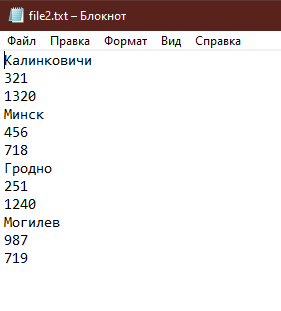 file2.txt – Блокнот
Файл Правка Формат Вид Справка
Калинковичи
321
1320
Минск
456
718
Гродно
251
1240
Могилев
987
719